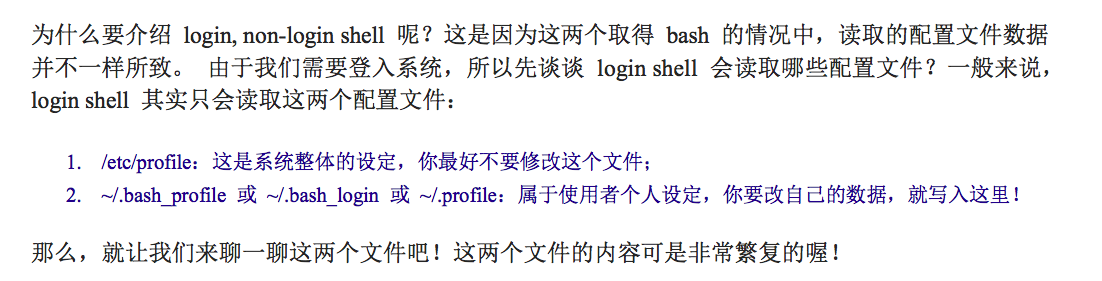 为什么要介绍 login, non-login shell 呢？这是因为这两个取得 bash 的情况中，读取的配置文件数据
并不一样所致。 由于我们需要登入系统，所以先谈谈 login shell 会读取哪些配置文件？一般来说，
login shell 其实只会读取这两个配置文件：
1. /etc/profile：这是系统整体的设定，你最好不要修改这个文件；
2. ~/.bash_profile 或 ~/.bash_login 或 ~/.profile：属于使用者个人设定，你要改自己的数据，就写入这里！
那么，就让我们来聊一聊这两个文件吧！这两个文件的内容可是非常繁复的喔！